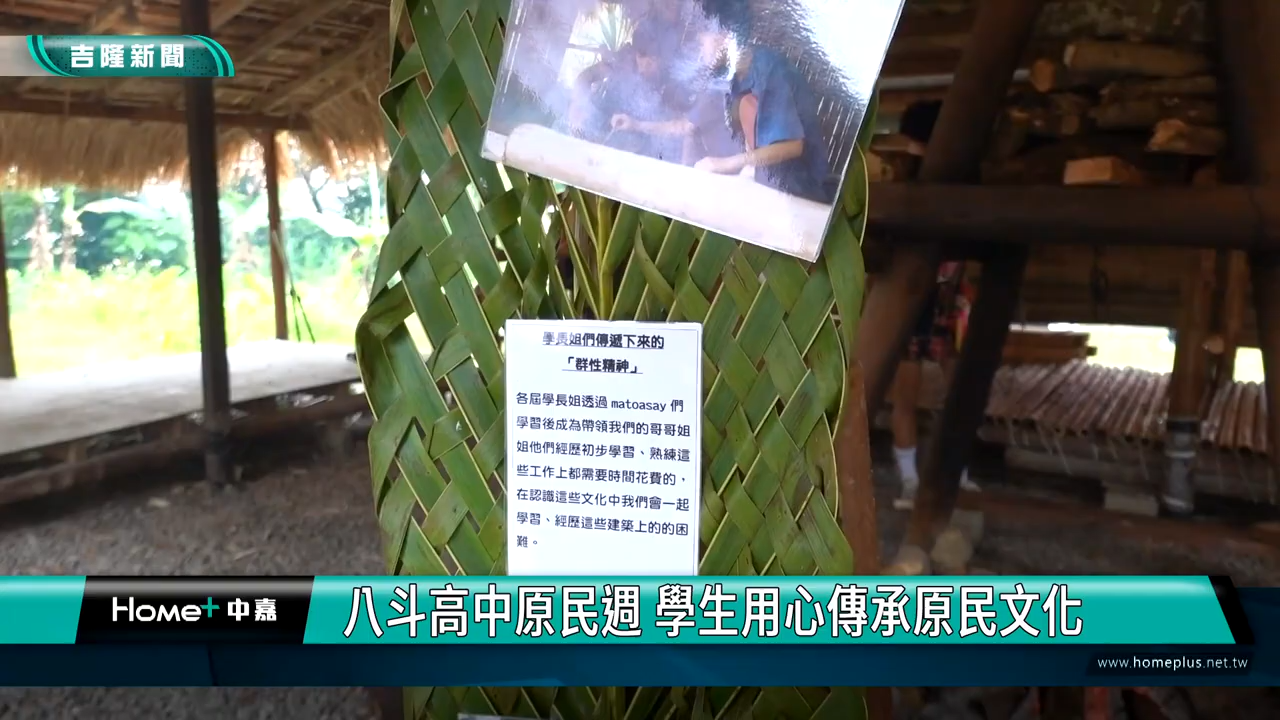 吉隆新聞
學長姐們傳遞下來的
「群性精神」
各屆學長姐透過 matoasay 們
學習後成為帶領我們的哥哥姐
姐他們經歷初步學習、熟練這
些工作上都需要時間花費的，
在認識這些文化中我們會一起
學習、經歷這些建築上的的困
難。
Home+ 中嘉
八斗高中原民週 學生用心傳承原民文化
www.homeplus.net.tw